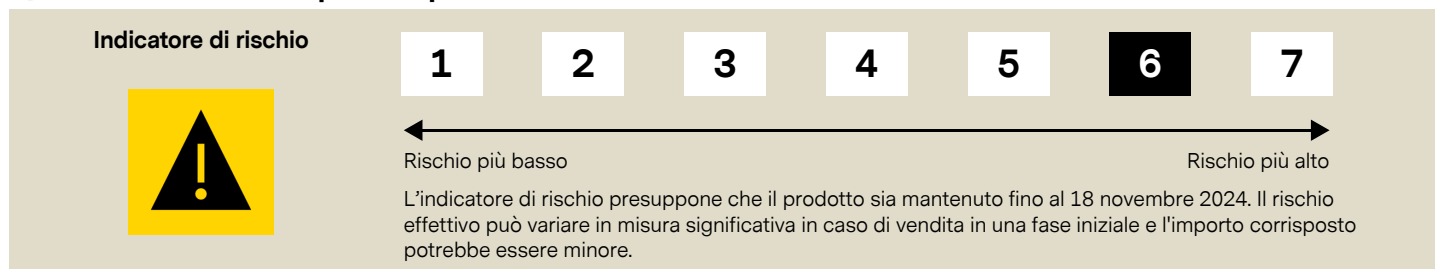 Indicatore di rischio
1 2 3 4 5 6 7
Rischio più basso Rischio più alto
L'indicatore di rischio presuppone che il prodotto sia mantenuto fino al 18 novembre 2024. Il rischio
effettivo può variare in misura significativa in caso di vendita in una fase iniziale e l'importo corrisposto
potrebbe essere minore.